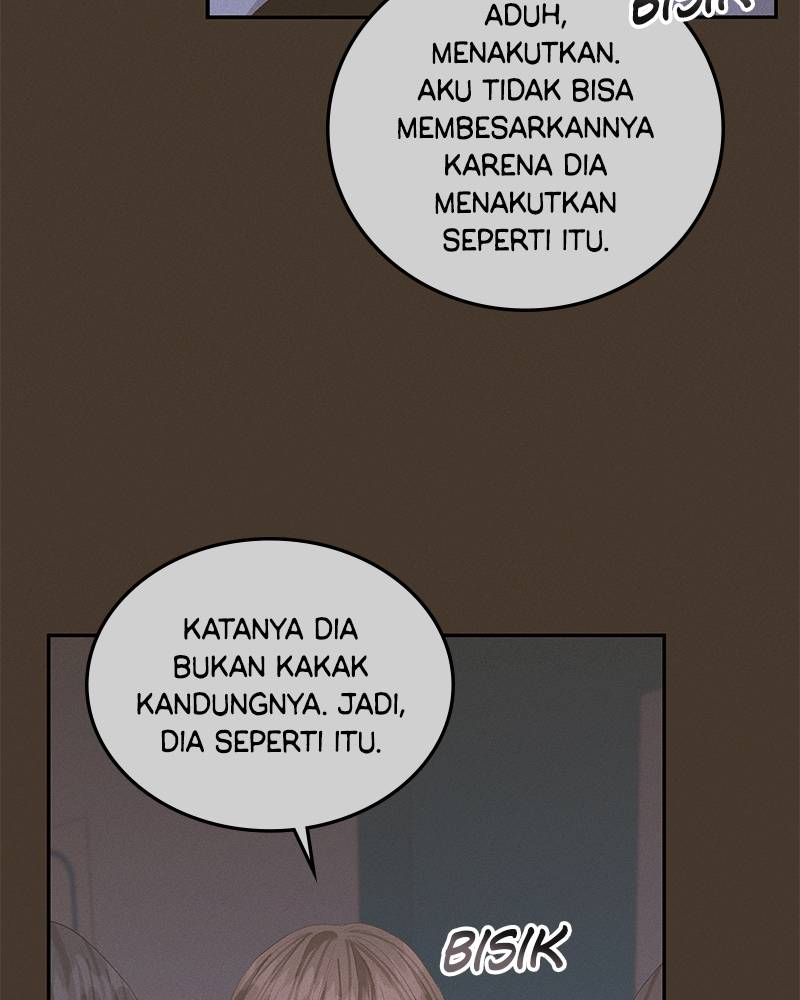 BISIK
ADUH,
MENAKUTKAN.
AKU TIDAK BISA
MEMBESARKANNYA
KARENA DIA
MENAKUTKAN
SEPERTI ITU.
KATANYA DIA
BUKAN KAKAK
KANDUNGNYA. JADI,
DIA SEPERTI ITU.
BISIK